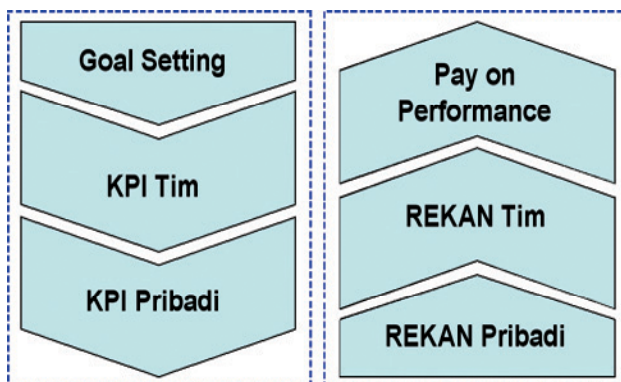 Goal Setting
KPI Tim
KPI Pribadi
Pay on
Performance
REKAN Tim
REKAN Pribadi